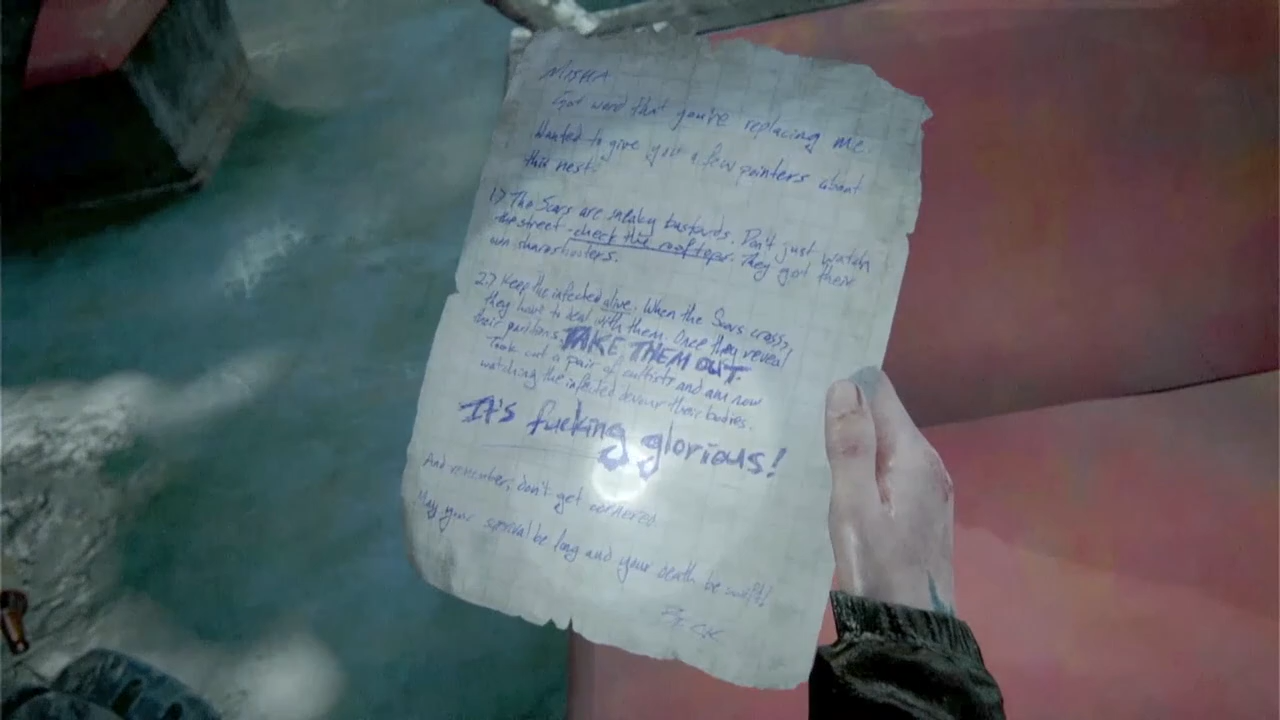 MISHA
Got word that you're replacing me.
Wanted to give you a few pointers about
this nest.
1.) The Scars are sneaky bastards. Don't just watch
the street - check the rooftops. They got their
own sharpshooters.
2.) Keep the infected alive. When the Scars cross,
they have to deal with them. Once they reveal
their positions, TAKE THEM OUT.
Took out a pair of cultists and am now
watching the infected devour their bodies.
It's fucking glorious!
And remember, don't get cornered
May your survival be long and your death be swift!